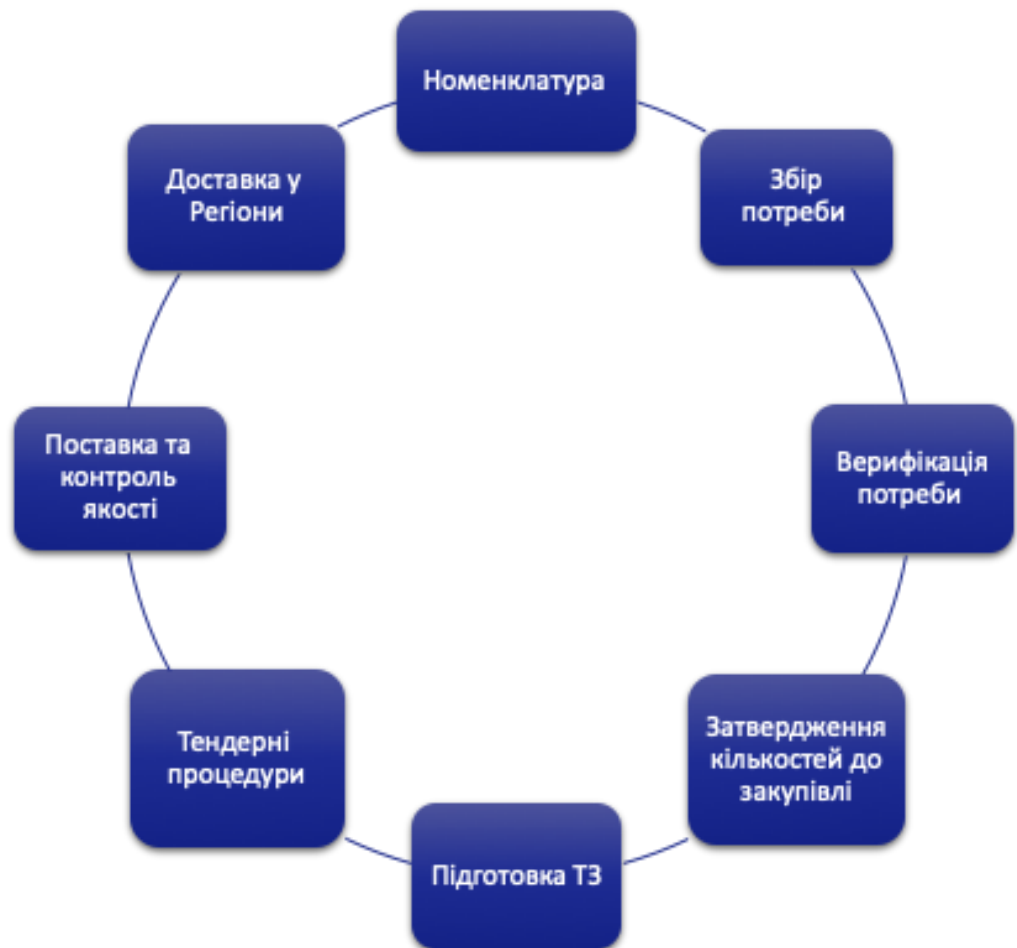 Номенклатура
Збір
потреби
Верифікація
потреби
Затвердження
кількостей до
закупівлі
Підготовка ТЗ
Тендерні
процедури
Поставка та
контроль
якості
Доставка у
Регіони